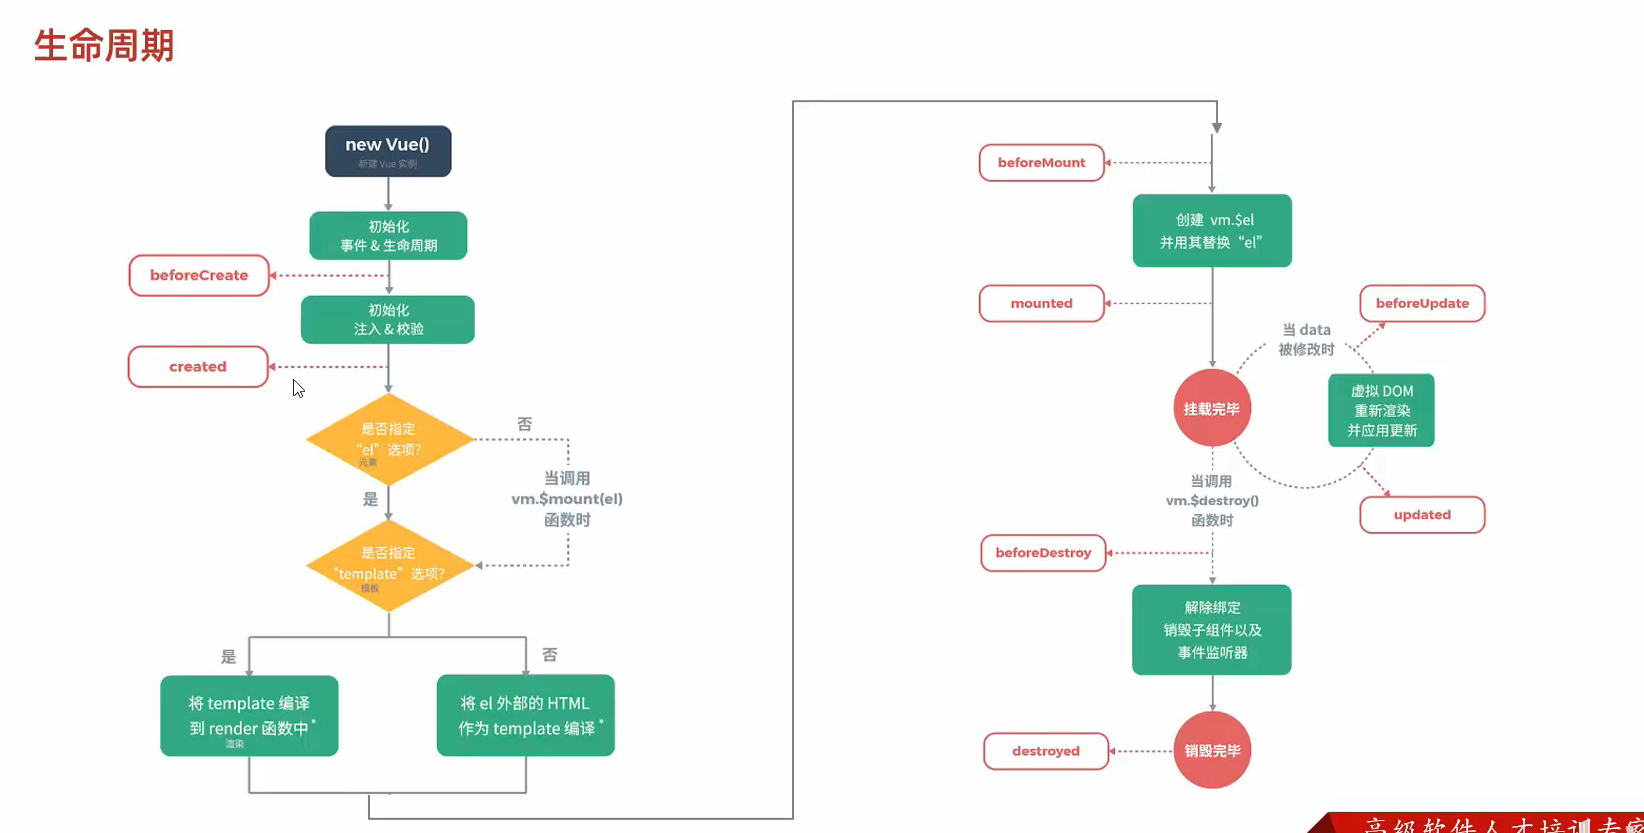 生命周期
new Vue()
新建 Vue 实例
初始化
事件 & 生命周期
beforeCreate
初始化
注入 & 校验
created
是否指定
“el” 选项?
元素
否
是
当调用
vm.$mount(el)
函数时
是否指定
“template” 选项?
模板
是
否
将 template 编译
到 render 函数中*
渲染
将 el 外部的 HTML
作为 template 编译*
beforeMount
创建 vm.$el
并用其替换 “el”
mounted
beforeUpdate
当 data
被修改时
挂载完毕
虚拟 DOM
重新渲染
并应用更新
当调用
vm.$destroy()
函数时
updated
beforeDestroy
解除绑定
销毁子组件以及
事件监听器
destroyed
销毁完毕
高级软件人才培训专家